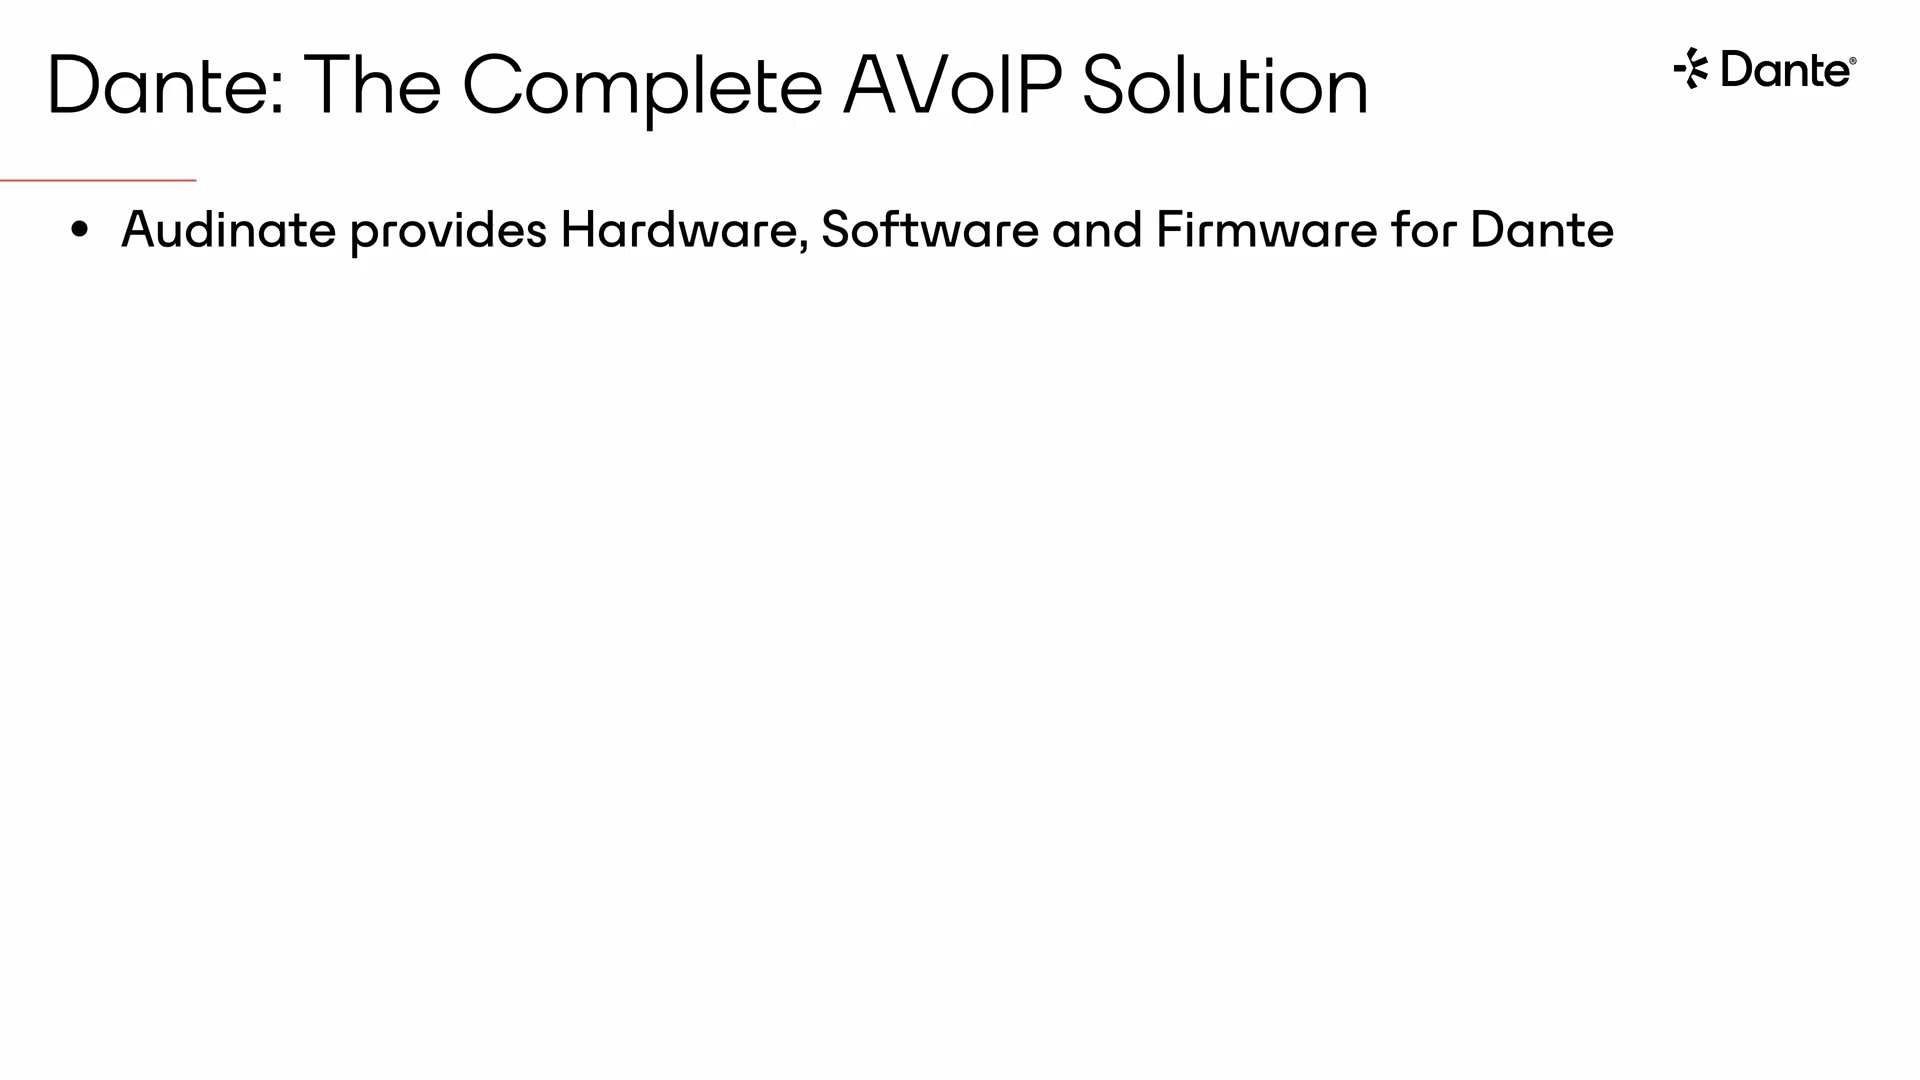 Dante: The Complete AVoIP Solution
Dante®
• Audinate provides Hardware, Software and Firmware for Dante